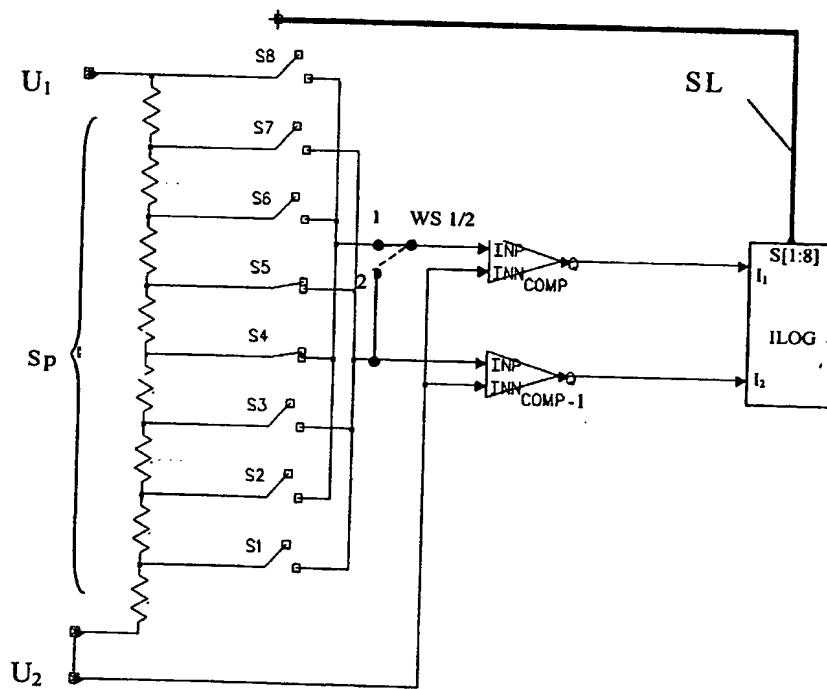 S8
U₁
SL
S7
S6
1
WS 1/2
INP
S[1:8]
S5
2
INN
COMP
I₁
Sp
S4
ILOG
INP
INN
COMP-1
I₂
S3
S2
S1
U₂